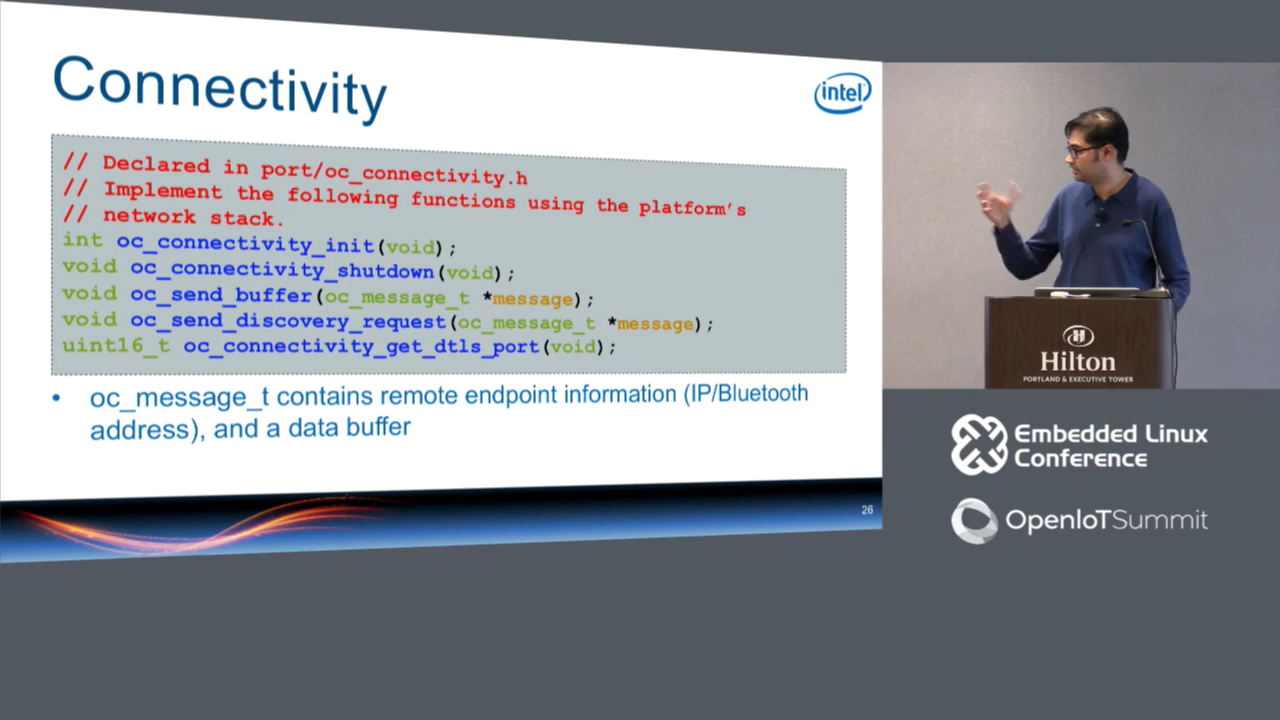 Connectivity
intel
// Declared in port/oc_connectivity.h
// Implement the following functions using the platform's
// network stack.
int oc_connectivity_init(void);
void oc_connectivity_shutdown(void);
void oc_send_buffer(oc_message_t *message);
void oc_send_discovery_request(oc_message_t *message);
uint16_t oc_connectivity_get_dtls_port(void);
• oc_message_t contains remote endpoint information (IP/Bluetooth
address), and a data buffer
26
Hilton
PORTLAND & EXECUTIVE TOWER
Embedded Linux
Conference
OpenIoTSummit